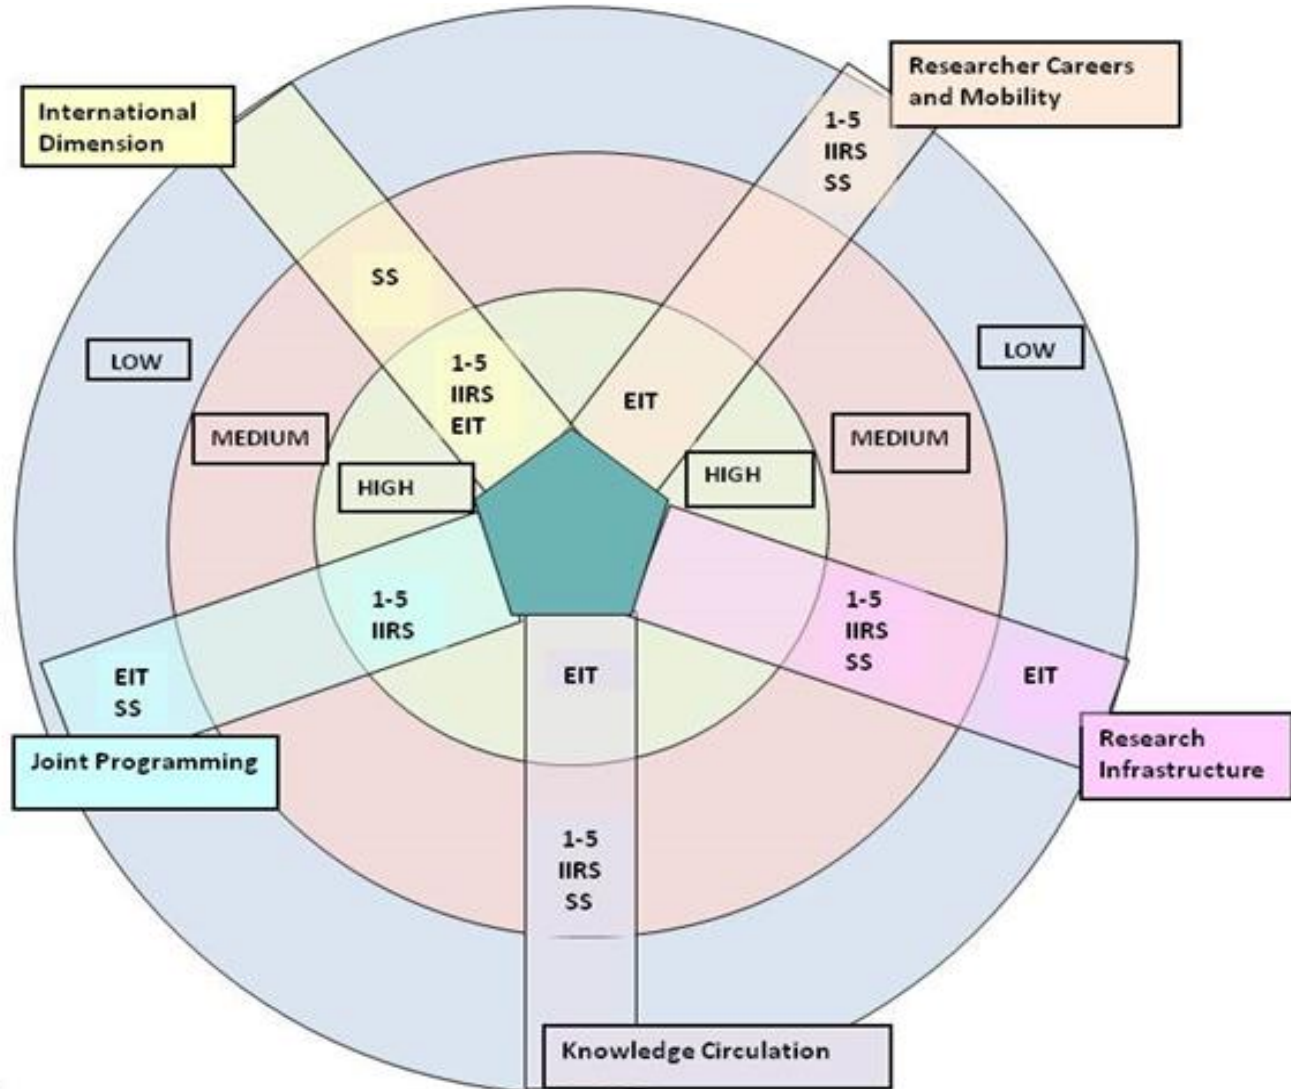 International
Dimension
Researcher Careers
and Mobility
1-5
IIRS
SS
SS
LOW
LOW
1-5
IIRS
EIT
EIT
MEDIUM
MEDIUM
HIGH
HIGH
1-5
IIRS
1-5
IIRS
SS
EIT
SS
EIT
EIT
Joint Programming
Research
Infrastructure
1-5
IIRS
SS
Knowledge Circulation